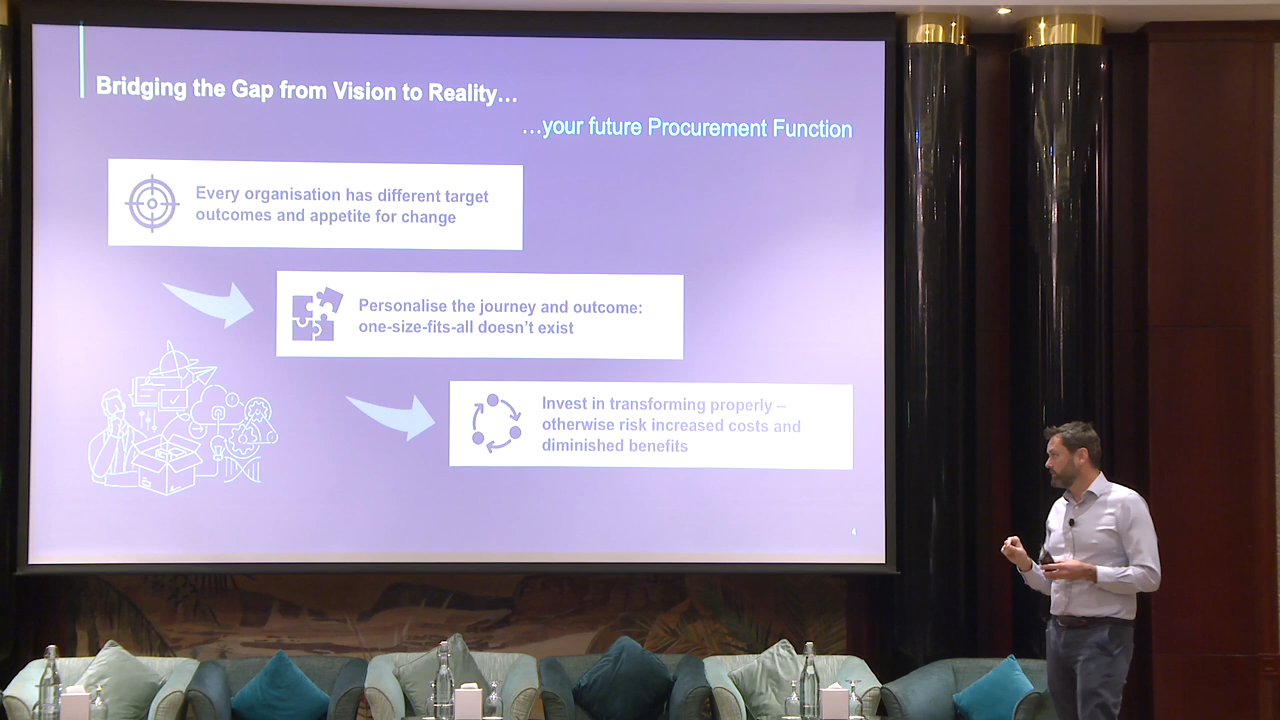 Bridging the Gap from Vision to Reality...
...your future Procurement Function
Every organisation has different target
outcomes and appetite for change
Personalise the journey and outcome:
one-size-fits-all doesn't exist
Invest in transforming properly –
otherwise risk increased costs and
diminished benefits
4